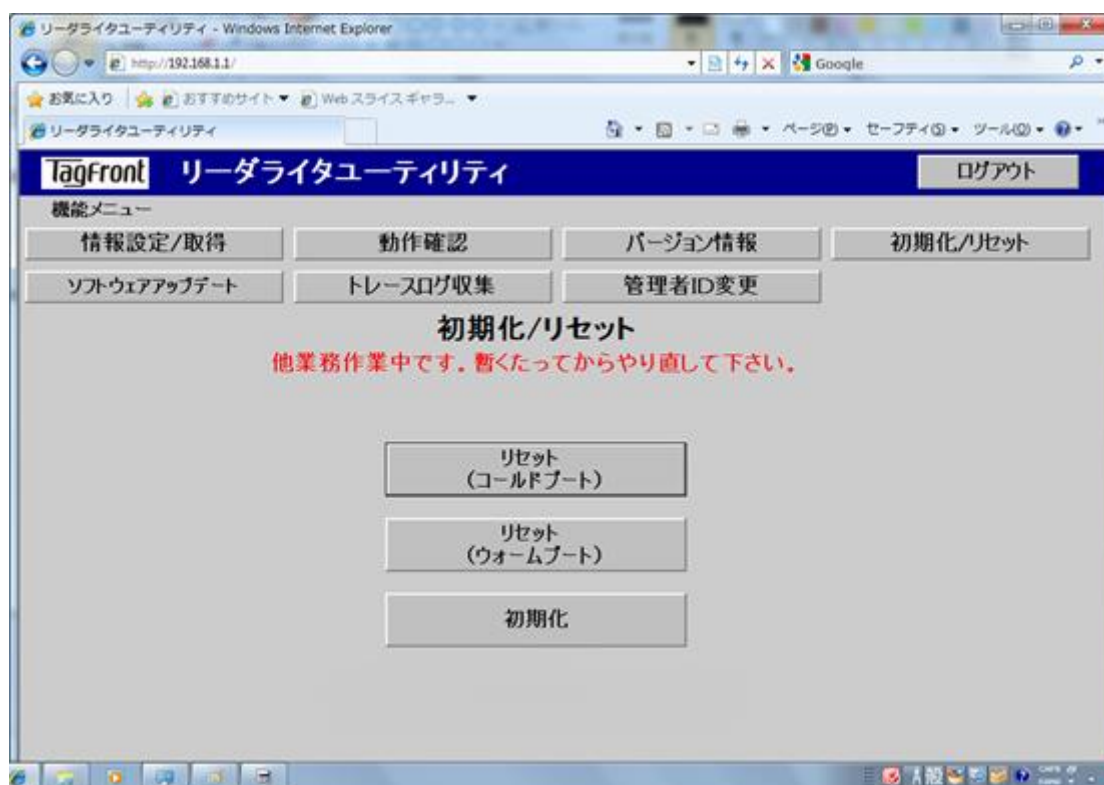 リーダライタユーティリティ - Windows Internet Explorer
http://192.168.1.1/
Google
お気に入り
おすすめサイト
Web スライス ギャラ...
リーダライタユーティリティ
ページ(P)
セーフティ(S)
ツール(O)
TagFront
リーダライタユーティリティ
ログアウト
機能メニュー
情報設定/取得
動作確認
バージョン情報
初期化/リセット
ソフトウェアアップデート
トレースログ収集
管理者ID変更
初期化/リセット
他業務作業中です。暫くたってからやり直して下さい。
リセット
(コールドブート)
リセット
(ウォームブート)
初期化
A 般